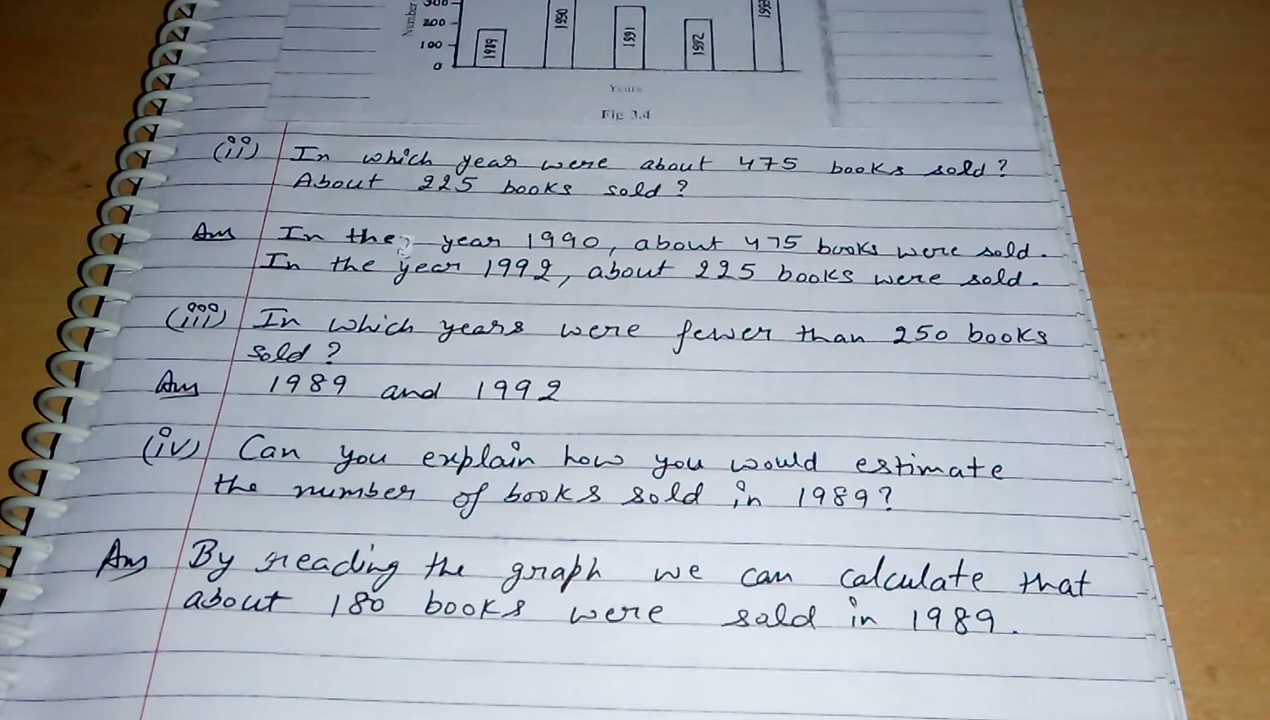 Number
300
200
100
0
1989
1990
1991
1992
1993
Years
Fig 3.4
(ii) In which year were about 475 books sold?
About 225 books sold?
Ans In the year 1990, about 475 books were sold.
In the year 1992, about 225 books were sold.
(iii) In which years were fewer than 250 books
sold?
Ans 1989 and 1992
(iv) Can you explain how you would estimate
the number of books sold in 1989?
Ans By reading the graph we can calculate that
about 180 books were sold in 1989.